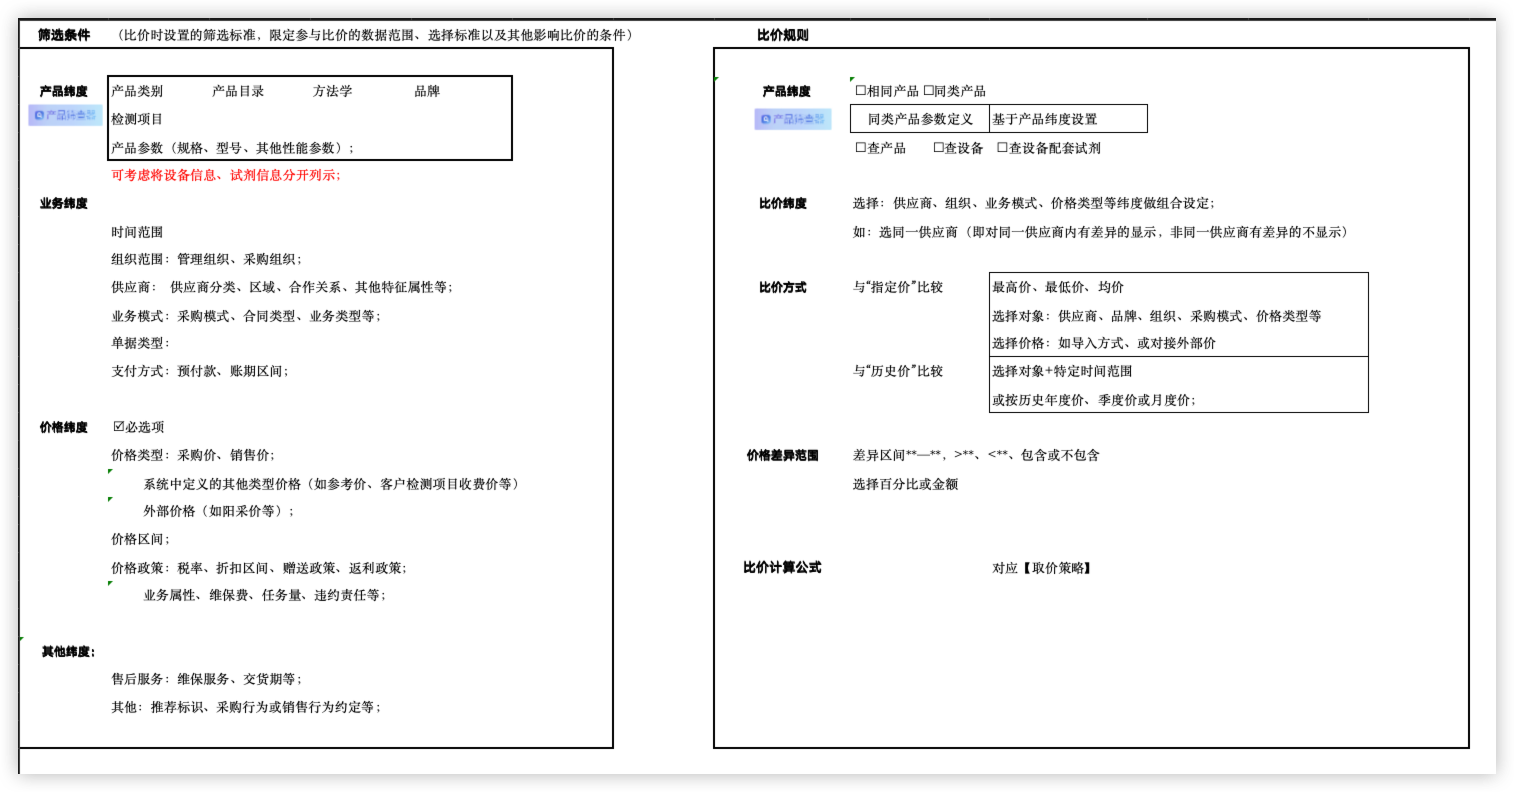 筛选条件 （比价时设置的筛选标准，限定参与比价的数据范围、选择标准以及其他影响比价的条件）
产品纬度 产品类别 产品目录 方法学 品牌
产品待查器 检测项目
产品参数（规格、型号、其他性能参数）；
可考虑将设备信息、试剂信息分开列示；
业务纬度
时间范围
组织范围：管理组织、采购组织；
供应商： 供应商分类、区域、合作关系、其他特征属性等；
业务模式：采购模式、合同类型、业务类型等；
单据类型：
支付方式：预付款、账期区间；
价格纬度 ☑必选项
价格类型：采购价、销售价；
系统中定义的其他类型价格（如参考价、客户检测项目收费价等）
外部价格（如阳采价等）；
价格区间；
价格政策：税率、折扣区间、赠送政策、返利政策；
业务属性、维保费、任务量、违约责任等；
其他纬度：
售后服务：维保服务、交货期等；
其他：推荐标识、采购行为或销售行为约定等；
比价规则
产品纬度 ☐相同产品 ☐同类产品
产品待查器 同类产品参数定义 基于产品纬度设置
☐查产品 ☐查设备 ☐查设备配套试剂
比价纬度 选择：供应商、组织、业务模式、价格类型等纬度做组合设定；
如：选同一供应商（即对同一供应商内有差异的显示，非同一供应商有差异的不显示）
比价方式 与“指定价”比较 最高价、最低价、均价
选择对象：供应商、品牌、组织、采购模式、价格类型等
选择价格：如导入方式、或对接外部价
与“历史价”比较 选择对象+特定时间范围
或按历史年度价、季度价或月度价；
价格差异范围 差异区间**—**，>**、<**、包含或不包含
选择百分比或金额
比价计算公式 对应【取价策略】